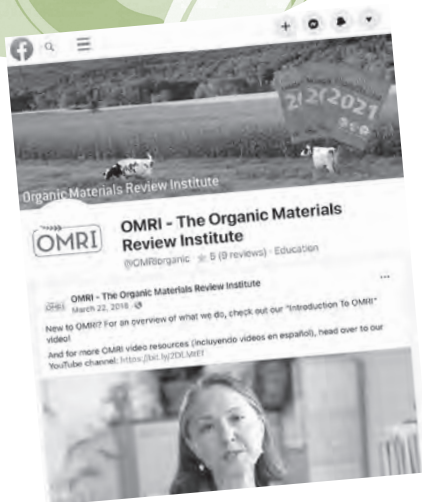 2021
Organic Materials Review Institute
OMRI
OMRI - The Organic Materials
Review Institute
@OMRIorganic · 5 (9 reviews) · Education
OMRI
OMRI - The Organic Materials Review Institute
March 22, 2018 ·
New to OMRI? For an overview of what we do, check out our "Introduction To OMRI"
video!
And for more OMRI video resources (incluyendo videos en español), head over to our
YouTube channel: